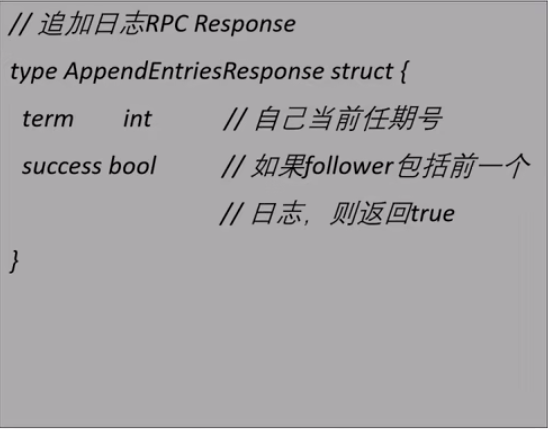 // 追加日志RPC Response
type AppendEntriesResponse struct {
term int // 自己当前任期号
success bool // 如果follower包括前一个
// 日志，则返回true
}